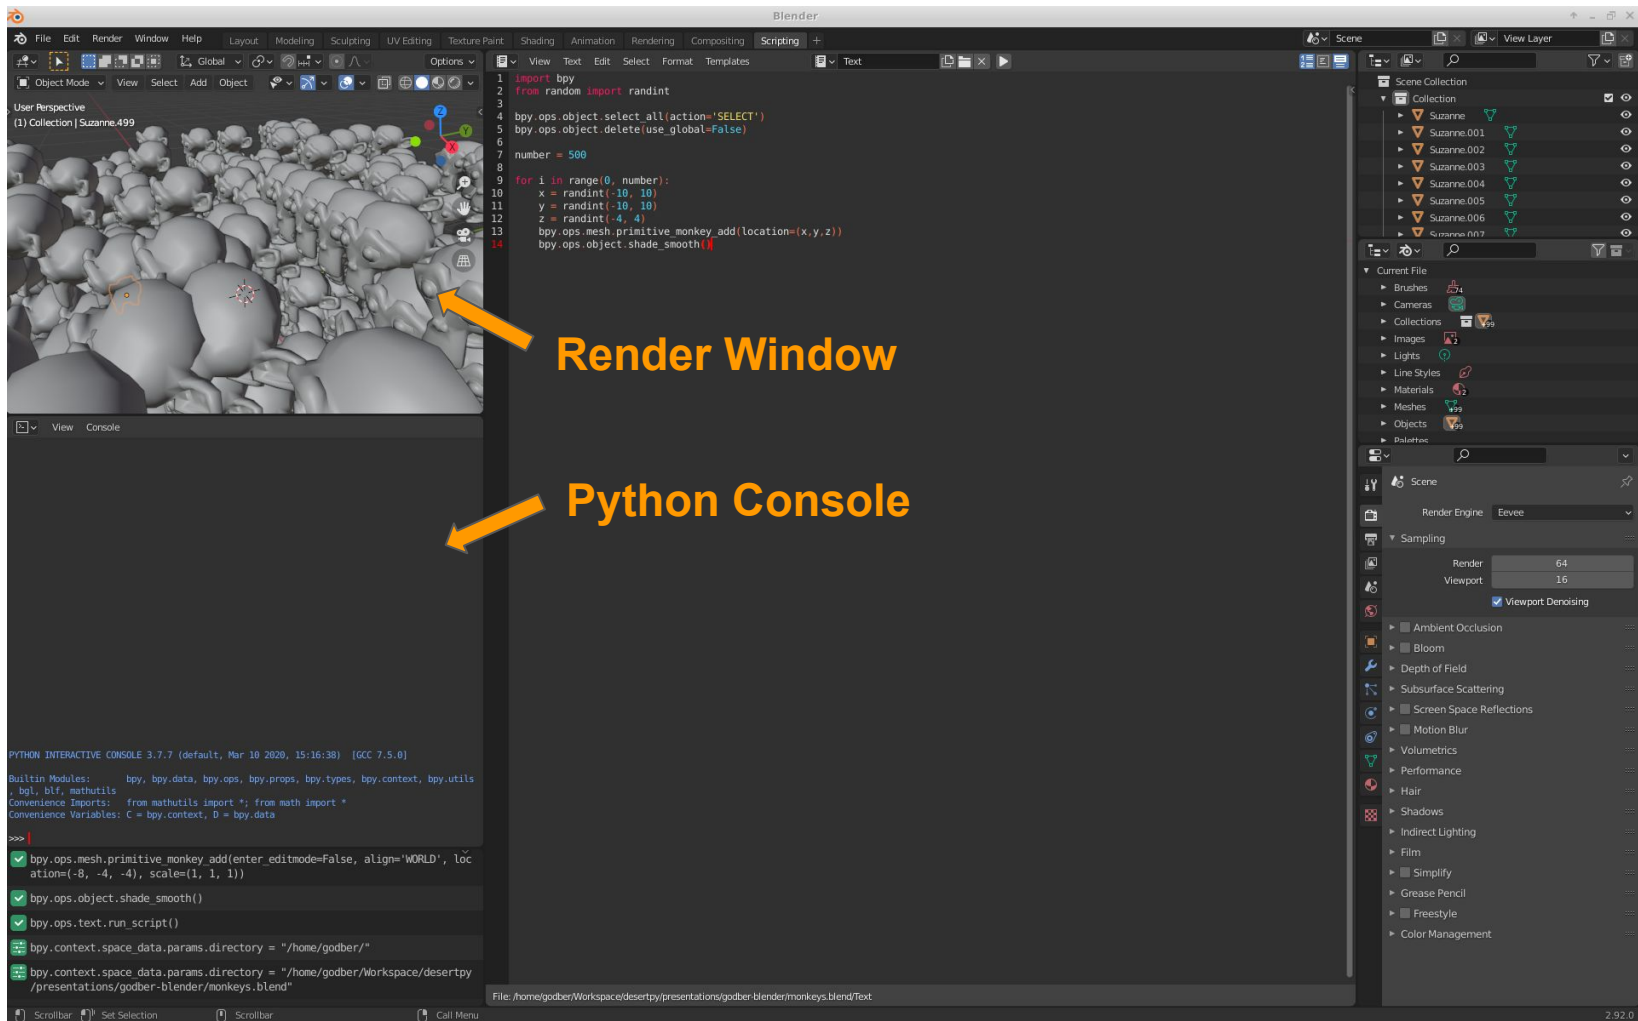 Blender
File Edit Render Window Help Layout Modeling Sculpting UV Editing Texture Paint Shading Animation Rendering Compositing Scripting + Scene View Layer
Global Options View Text Edit Select Format Templates Text
Object Mode View Select Add Object
User Perspective
(1) Collection | Suzanne.499
Z
Y
X
1 import bpy
2 from random import randint
3
4 bpy.ops.object.select_all(action='SELECT')
5 bpy.ops.object.delete(use_global=False)
6
7 number = 500
8
9 for i in range(0, number):
10 x = randint(-10, 10)
11 y = randint(-10, 10)
12 z = randint(-4, 4)
13 bpy.ops.mesh.primitive_monkey_add(location=(x,y,z))
14 bpy.ops.object.shade_smooth()
Render Window
Python Console
View Console
PYTHON INTERACTIVE CONSOLE 3.7.7 (default, Mar 10 2020, 15:16:38) [GCC 7.5.0]
Builtin Modules: bpy, bpy.data, bpy.ops, bpy.props, bpy.types, bpy.context, bpy.utils
, bgl, blf, mathutils
Convenience Imports: from mathutils import *; from math import *
Convenience Variables: C = bpy.context, D = bpy.data
>>>
bpy.ops.mesh.primitive_monkey_add(enter_editmode=False, align='WORLD', loc
ation=(-8, -4, -4), scale=(1, 1, 1))
bpy.ops.object.shade_smooth()
bpy.ops.text.run_script()
bpy.context.space_data.params.directory = "/home/godber/"
bpy.context.space_data.params.directory = "/home/godber/Workspace/desertpy
/presentations/godber-blender/monkeys.blend"
File: /home/godber/Workspace/desertpy/presentations/godber-blender/monkeys.blend/Text
Scene Collection
Collection
Suzanne
Suzanne.001
Suzanne.002
Suzanne.003
Suzanne.004
Suzanne.005
Suzanne.006
Suzanne.007
Current File
Brushes 74
Cameras
Collections 99
Images 2
Lights
Line Styles
Materials 2
Meshes 99
Objects 99
Palettes
Scene
Render Engine Eevee
Sampling
Render 64
Viewport 16
Viewport Denoising
Ambient Occlusion
Bloom
Depth of Field
Subsurface Scattering
Screen Space Reflections
Motion Blur
Volumetrics
Performance
Hair
Shadows
Indirect Lighting
Film
Simplify
Grease Pencil
Freestyle
Color Management
Scrollbar Set Selection Scrollbar Call Menu 2.92.0